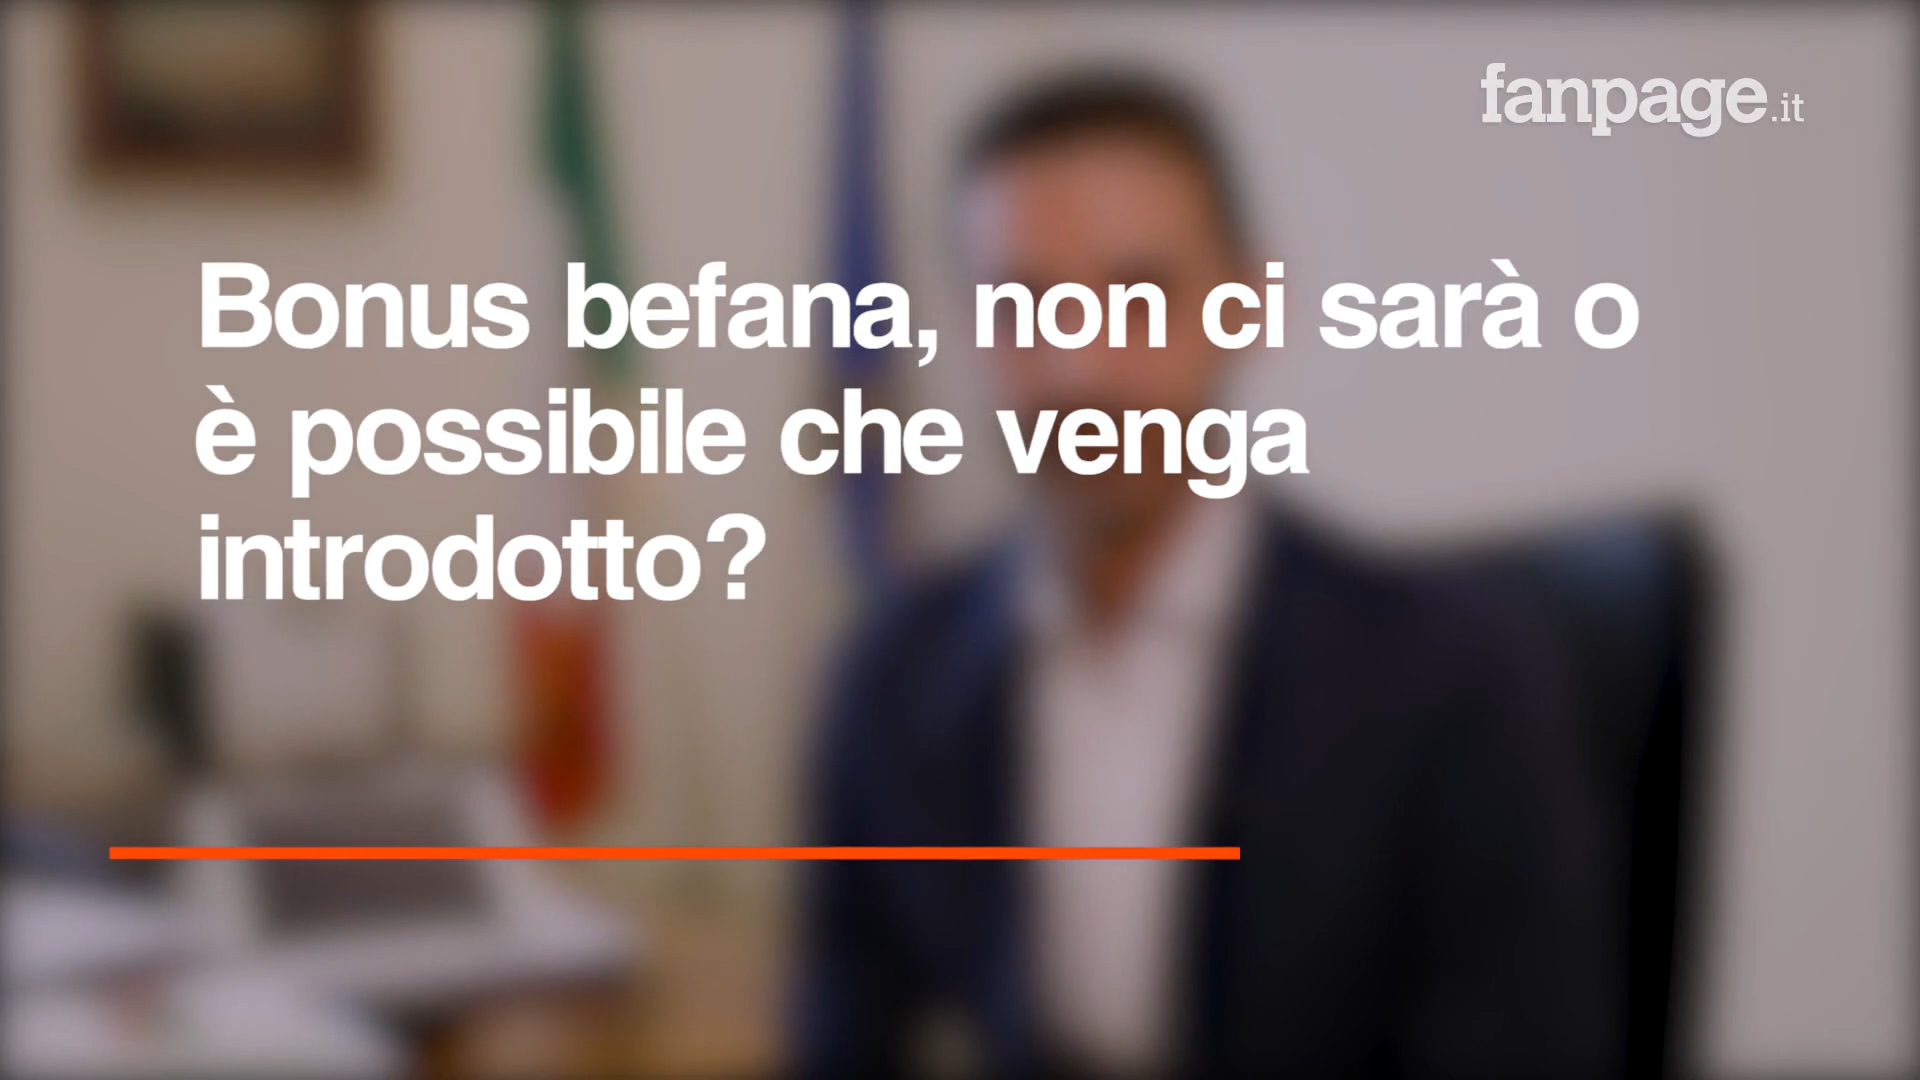 fanpage.it
Bonus befana, non ci sarà o
è possibile che venga
introdotto?